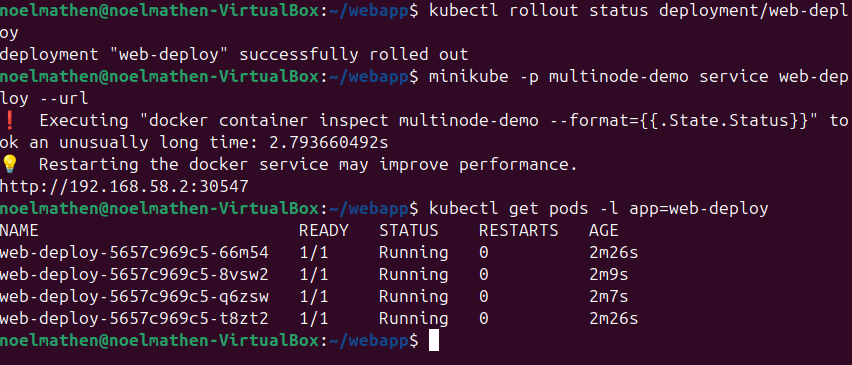 noelmathen@noelmathen-VirtualBox:~/webapp$ kubectl rollout status deployment/web-depl
oy
deployment "web-deploy" successfully rolled out
noelmathen@noelmathen-VirtualBox:~/webapp$ minikube -p multinode-demo service web-dep
loy --url
❗  Executing "docker container inspect multinode-demo --format={{.State.Status}}" to
ok an unusually long time: 2.793660492s
💡  Restarting the docker service may improve performance.
http://192.168.58.2:30547
noelmathen@noelmathen-VirtualBox:~/webapp$ kubectl get pods -l app=web-deploy
NAME                          READY   STATUS    RESTARTS   AGE
web-deploy-5657c969c5-66m54   1/1     Running   0          2m26s
web-deploy-5657c969c5-8vsw2   1/1     Running   0          2m9s
web-deploy-5657c969c5-q6zsw   1/1     Running   0          2m7s
web-deploy-5657c969c5-t8zt2   1/1     Running   0          2m26s
noelmathen@noelmathen-VirtualBox:~/webapp$